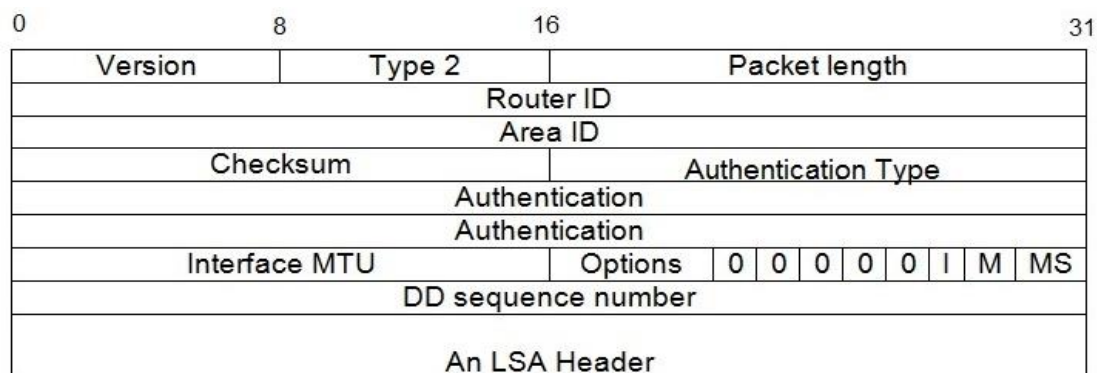 0 8 16 31
Version Type 2 Packet length
Router ID
Area ID
Checksum Authentication Type
Authentication
Authentication
Interface MTU Options 0 0 0 0 0 I M MS
DD sequence number
An LSA Header